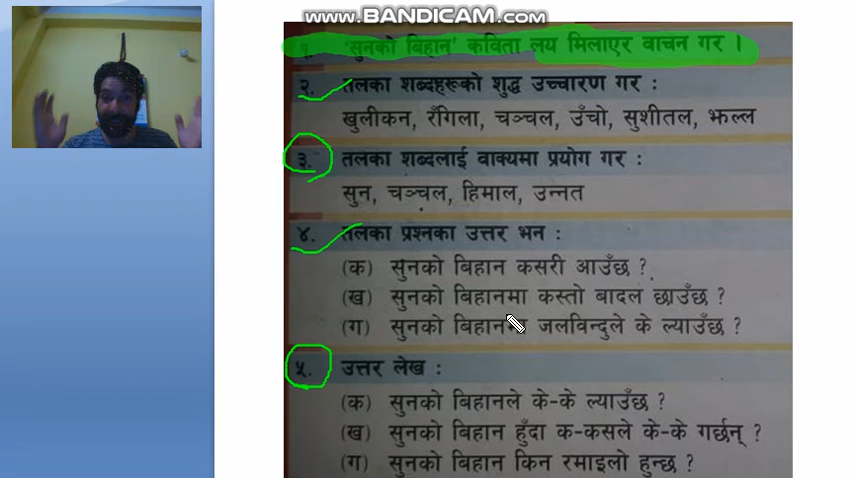 www.BANDICAM.com
१ 'सुनको बिहान' कविता लय मिलाएर वाचन गर ।
२. तलका शब्दहरूको शुद्ध उच्चारण गर :
खुलीकन, रँगिला, चञ्चल, उँचो, सुशीतल, झल्ल
३. तलका शब्दलाई वाक्यमा प्रयोग गर :
सुन, चञ्चल, हिमाल, उन्नत
४. तलका प्रश्नका उत्तर भन :
(क) सुनको बिहान कसरी आउँछ ?
(ख) सुनको बिहानमा कस्तो बादल छाउँछ ?
(ग) सुनको बिहानमा जलविन्दुले के ल्याउँछ ?
५. उत्तर लेख :
(क) सुनको बिहानले के-के ल्याउँछ ?
(ख) सुनको बिहान हुँदा क-कसले के-के गर्छन् ?
(ग) सुनको बिहान किन रमाइलो हुन्छ ?